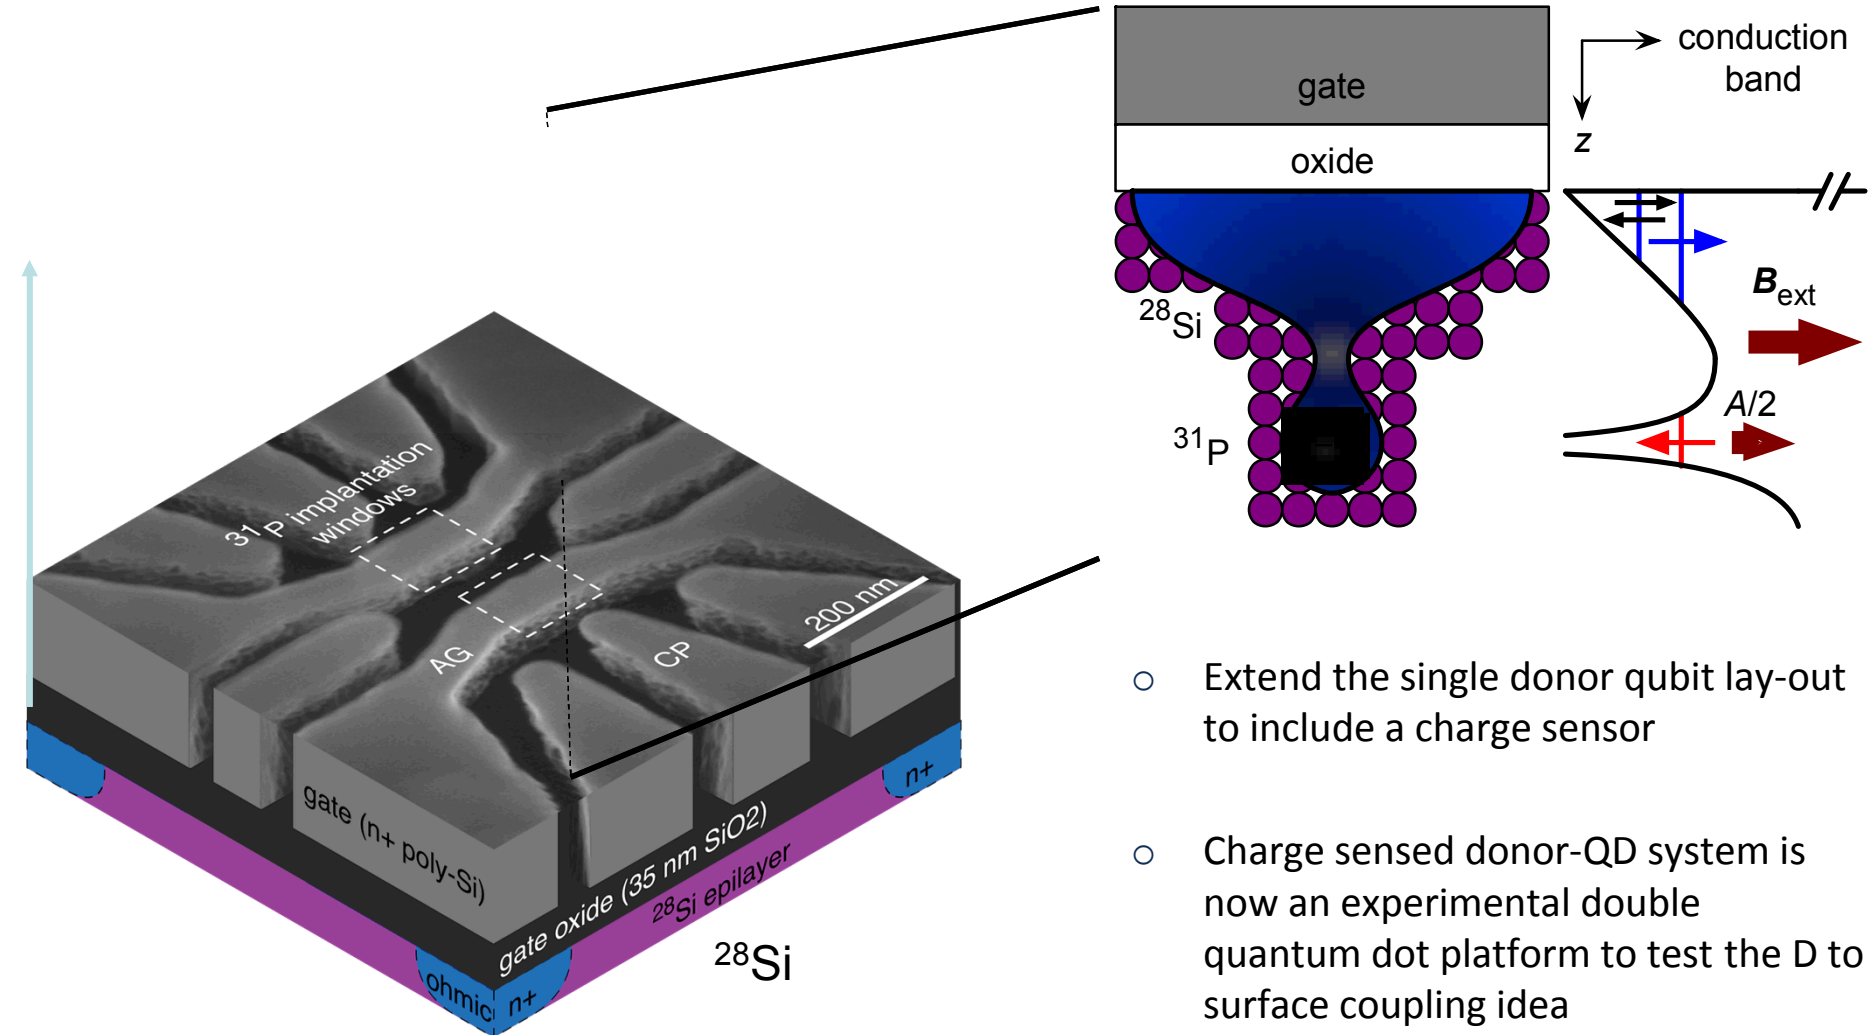 gate
oxide
conduction
band
z
²⁸Si
³¹P
B_ext
A/2
³¹P implantation
windows
AG
CP
200 nm
gate (n+ poly-Si)
gate oxide (35 nm SiO2)
²⁸Si epilayer
ohmic
n+
n+
²⁸Si
o Extend the single donor qubit lay-out
to include a charge sensor
o Charge sensed donor-QD system is
now an experimental double
quantum dot platform to test the D to
surface coupling idea